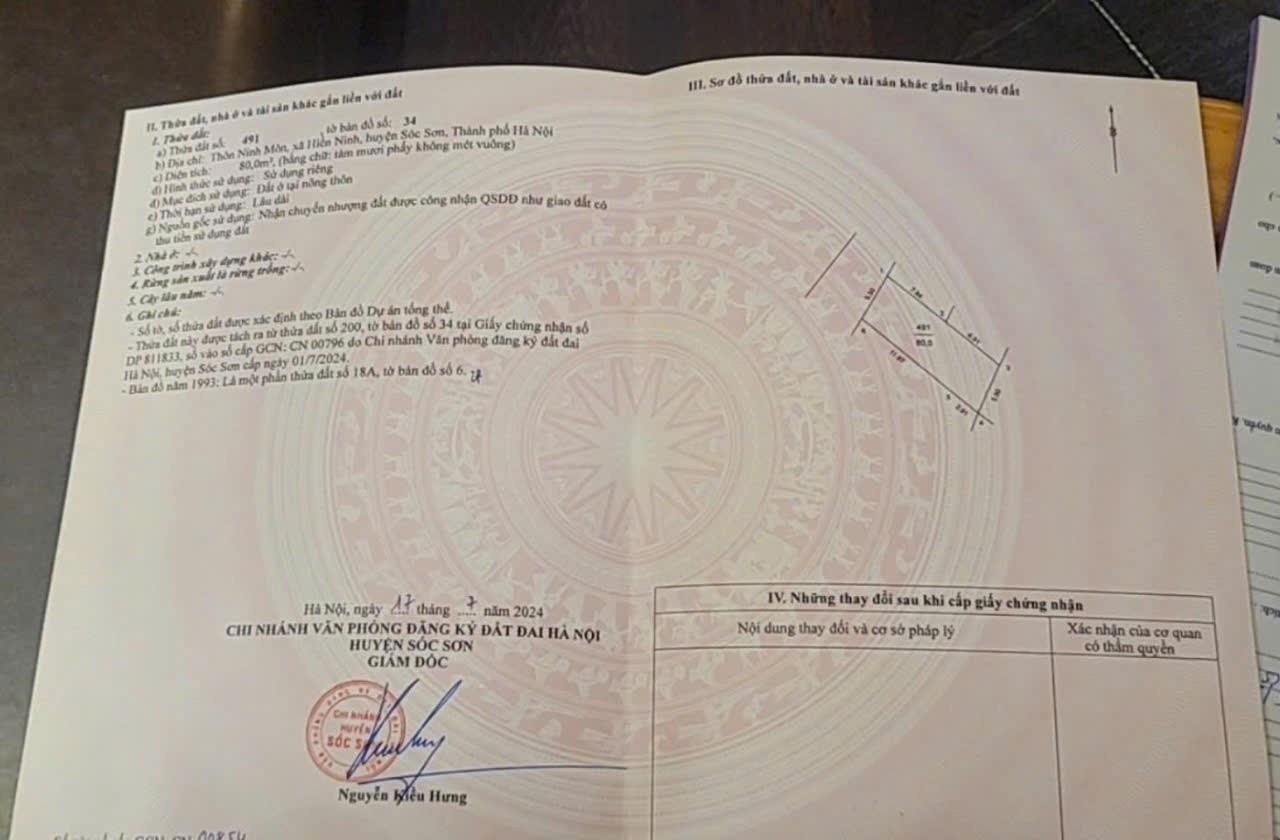 II. Thửa đất, nhà ở và tài sản khác gắn liền với đất
1. Thửa đất:
a) Thửa đất số: 491 tờ bản đồ số: 34
b) Địa chỉ: Thôn Ninh Môn, xã Hiền Ninh, huyện Sóc Sơn, Thành phố Hà Nội
c) Diện tích: 80,0m², (bằng chữ: tám mươi phẩy không mét vuông)
d) Hình thức sử dụng: Sử dụng riêng
đ) Mục đích sử dụng: Đất ở tại nông thôn
e) Thời hạn sử dụng: Lâu dài
g) Nguồn gốc sử dụng: Nhận chuyển nhượng đất được công nhận QSDĐ như giao đất có
thu tiền sử dụng đất
2. Nhà ở: -/-
3. Công trình xây dựng khác: -/-
4. Rừng sản xuất là rừng trồng: -/-
5. Cây lâu năm: -/-
6. Ghi chú:
- Số tờ, số thửa đất được xác định theo Bản đồ Dự án tổng thể.
- Thửa đất này được tách ra từ thửa đất số 200, tờ bản đồ số 34 tại Giấy chứng nhận số
DP 811833, số vào sổ cấp GCN: CN 00796 do Chi nhánh Văn phòng đăng ký đất đai
Hà Nội, huyện Sóc Sơn cấp ngày 01/7/2024.
- Bản đồ năm 1993: Là một phần thửa đất số 18A, tờ bản đồ số 6.
Hà Nội, ngày 17 tháng 7 năm 2024
CHI NHÁNH VĂN PHÒNG ĐĂNG KÝ ĐẤT ĐAI HÀ NỘI
HUYỆN SÓC SƠN
GIÁM ĐỐC
CHI NHÁNH
HUYỆN
SÓC
Nguyễn Kiều Hưng
III. Sơ đồ thửa đất, nhà ở và tài sản khác gắn liền với đất
491
80,0
IV. Những thay đổi sau khi cấp giấy chứng nhận
Nội dung thay đổi và cơ sở pháp lý
Xác nhận của cơ quan
có thẩm quyền